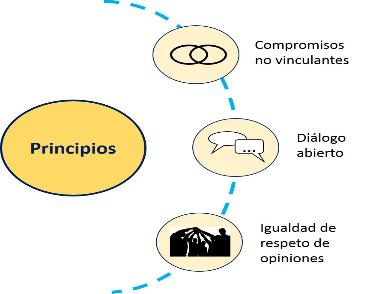 Compromisos
no vinculantes
Principios
Diálogo
abierto
...
Igualdad de
respeto de
opiniones